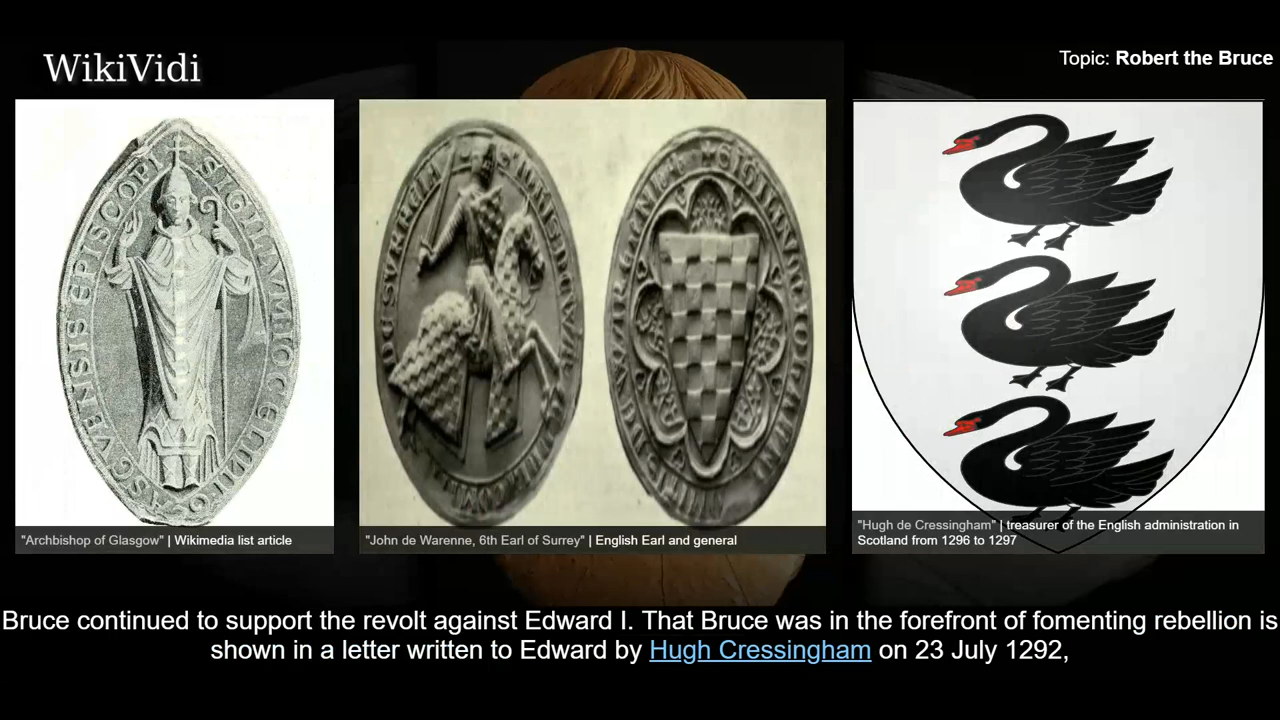 WikiVidi
Topic: Robert the Bruce
"Archbishop of Glasgow" | Wikimedia list article
"John de Warenne, 6th Earl of Surrey" | English Earl and general
"Hugh de Cressingham" | treasurer of the English administration in
Scotland from 1296 to 1297
Bruce continued to support the revolt against Edward I. That Bruce was in the forefront of fomenting rebellion is
shown in a letter written to Edward by Hugh Cressingham on 23 July 1292,